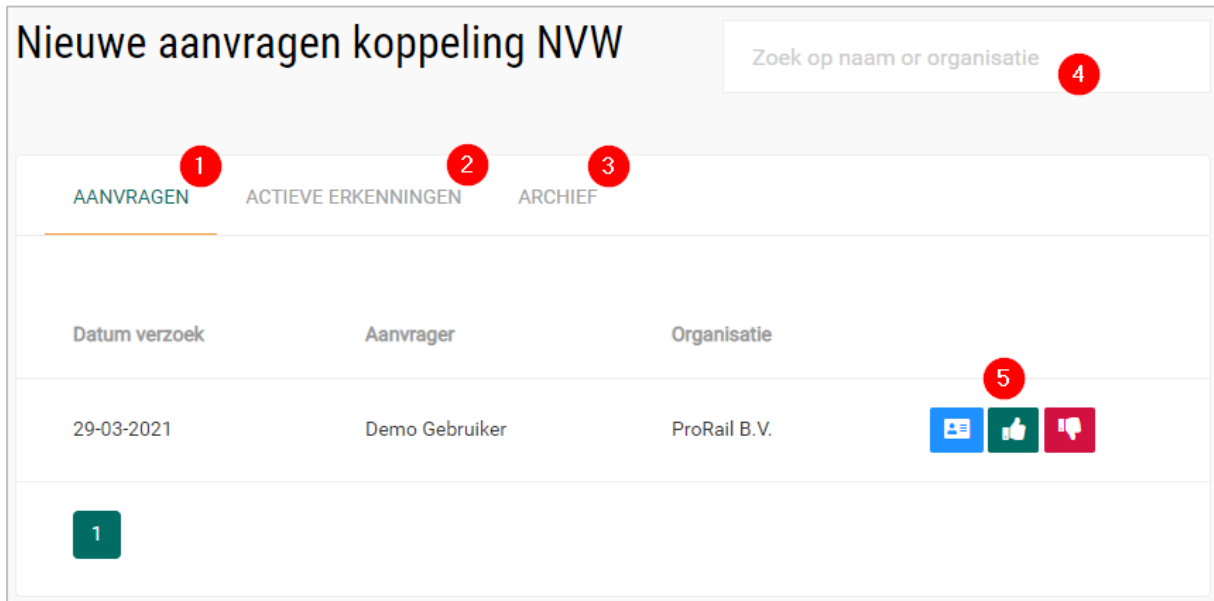 Nieuwe aanvragen koppeling NVW
Zoek op naam or organisatie
4
1
2
3
AANVRAGEN ACTIEVE ERKENNINGEN ARCHIEF
Datum verzoek Aanvrager Organisatie
5
29-03-2021 Demo Gebruiker ProRail B.V.
1